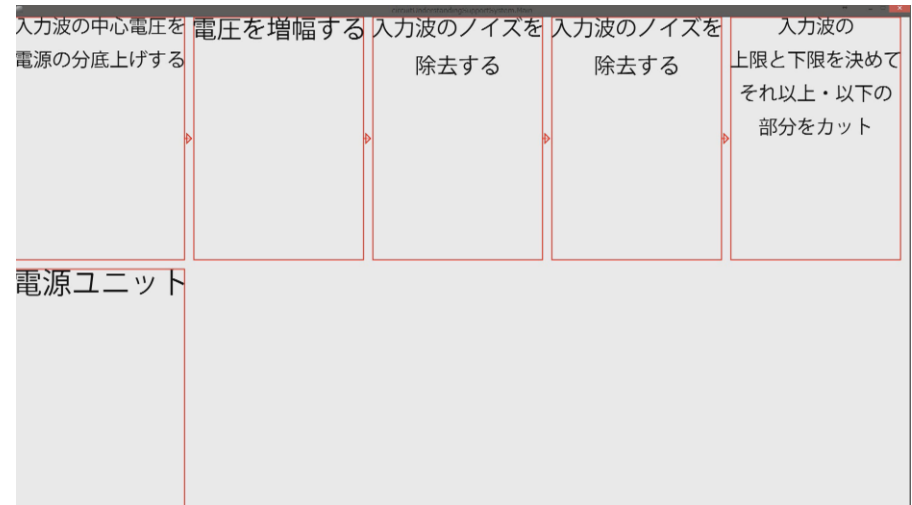 入力波の中心電圧を
電源の分底上げする
電圧を増幅する
入力波のノイズを
除去する
入力波のノイズを
除去する
入力波の
上限と下限を決めて
それ以上・以下の
部分をカット
電源ユニット